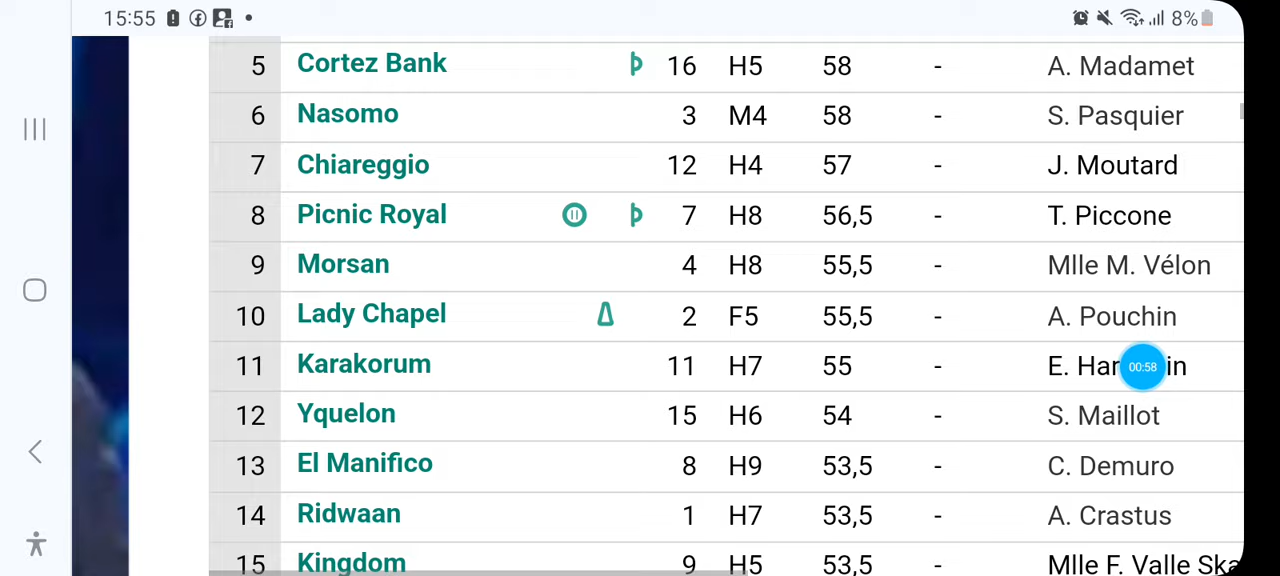 15:55 8%
5 Cortez Bank 16 H5 58 - A. Madamet
6 Nasomo 3 M4 58 - S. Pasquier
7 Chiareggio 12 H4 57 - J. Moutard
8 Picnic Royal 7 H8 56,5 - T. Piccone
9 Morsan 4 H8 55,5 - Mlle M. Vélon
10 Lady Chapel 2 F5 55,5 - A. Pouchin
11 Karakorum 11 H7 55 - E. 00:58
12 Yquelon 15 H6 54 - S. Maillot
13 El Manifico 8 H9 53,5 - C. Demuro
14 Ridwaan 1 H7 53,5 - A. Crastus
15 Kingdom 9 H5 53,5 - Mlle F. Valle